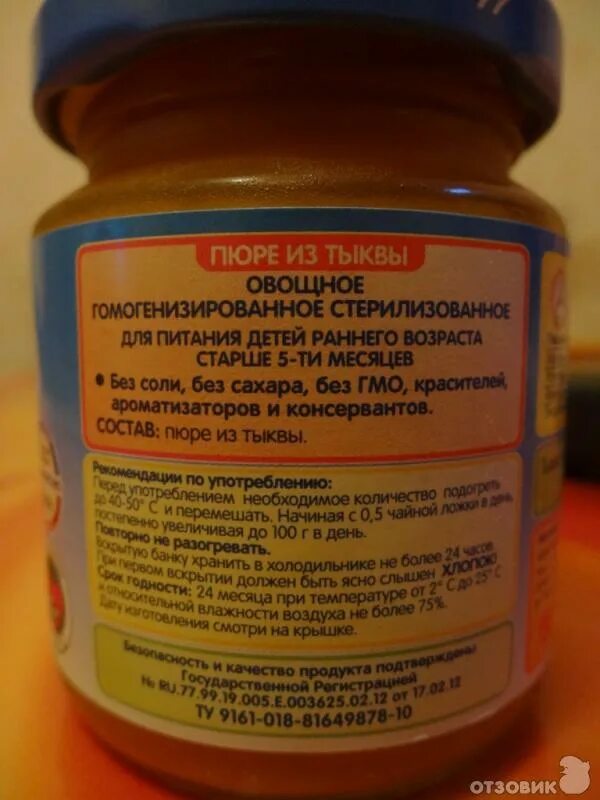 ПЮРЕ ИЗ ТЫКВЫ
ОВОЩНОЕ
ГОМОГЕНИЗИРОВАННОЕ СТЕРИЛИЗОВАННОЕ
ДЛЯ ПИТАНИЯ ДЕТЕЙ РАННЕГО ВОЗРАСТА
СТАРШЕ 5-ТИ МЕСЯЦЕВ
• Без соли, без сахара, без ГМО, красителей,
ароматизаторов и консервантов.
СОСТАВ: пюре из тыквы.
Рекомендации по употреблению:
Перед употреблением необходимое количество подогреть
до 40-50° С и перемешать. Начиная с 0,5 чайной ложки в день,
постепенно увеличивая до 100 г в день.
Повторно не разогревать.
Вскрытую банку хранить в холодильнике не более 24 часов.
При первом вскрытии должен быть ясно слышен ХЛОПОК!
Срок годности: 24 месяца при температуре от 2° С до 25° С
и относительной влажности воздуха не более 75%.
Дату изготовления смотри на крышке.
Безопасность и качество продукта подтверждены
Государственной Регистрацией
№ RU.77.99.19.005.Е.003625.02.12 от 17.02.12
ТУ 9161-018-81649878-10
ОТЗОВИК